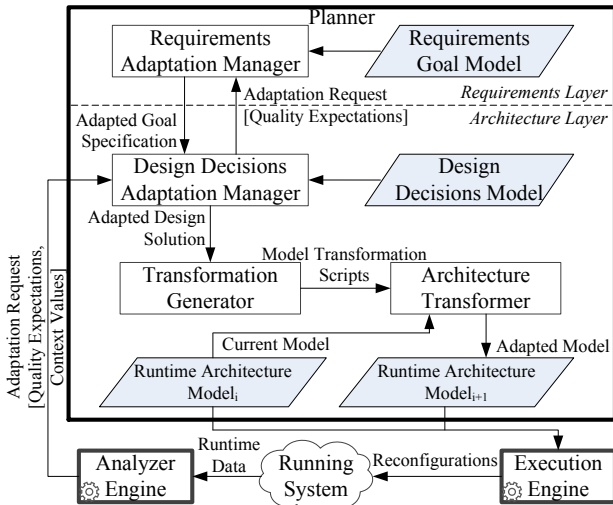 Planner
Requirements
Adaptation Manager
Requirements
Goal Model
Adaptation Request
[Quality Expectations]
Requirements Layer
Architecture Layer
Adapted Goal
Specification
Design Decisions
Adaptation Manager
Design
Decisions Model
Adapted Design
Solution
Model Transformation
Scripts
Transformation
Generator
Architecture
Transformer
Current Model
Adapted Model
Runtime Architecture
Modelᵢ
Runtime Architecture
Modelᵢ₊₁
Adaptation Request
[Quality Expectations,
Context Values]
Analyzer
Engine
Runtime
Data
Running
System
Reconfigurations
Execution
Engine